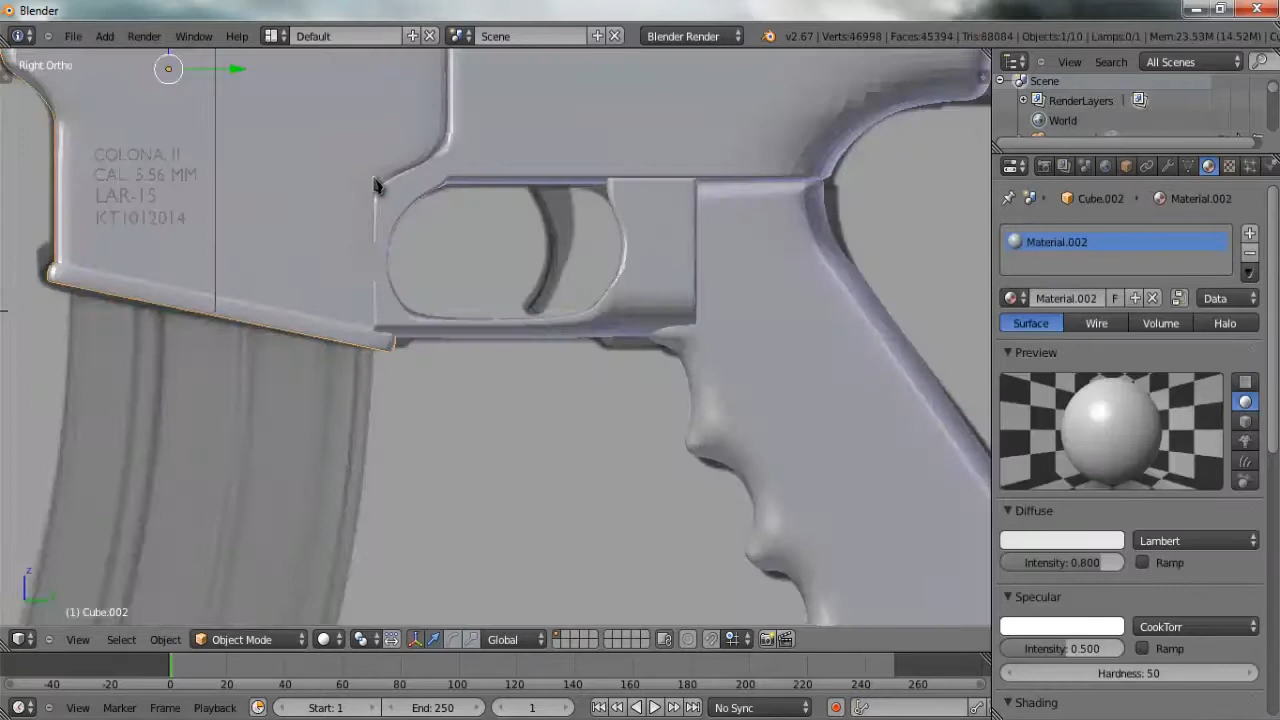 Blender
File Add Render Window Help Default Scene Blender Render v2.67 | Verts:46998 | Faces:45394 | Tris:88084 | Objects:1/10 | Lamps:0/1 | Mem:23.53M (14.52M) | Cu
Right Ortho
View Search All Scenes
Scene
RenderLayers
World
COLONA, II
CAL. 5.56 MM
LAR-15
KT1012014
Cube.002 Material.002
Material.002
Material.002 F Data
Surface Wire Volume Halo
Preview
Diffuse
Lambert
Intensity: 0.800 Ramp
Specular
CookTorr
Intensity: 0.500 Ramp
Hardness: 50
Shading
z
(1) Cube.002
View Select Object Object Mode Global
-40 -20 0 20 40 60 80 100 120 140 160 180 200 220 240 260
View Marker Frame Playback Start: 1 End: 250 1 No Sync